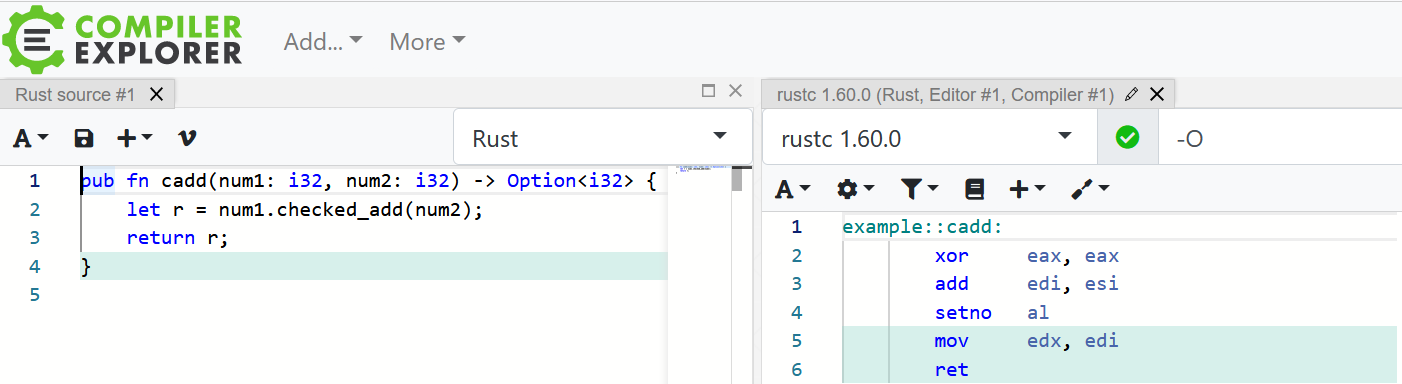 COMPILER
EXPLORER
Add... More
Rust source #1
A
Rust
1 pub fn cadd(num1: i32, num2: i32) -> Option<i32> {
2 let r = num1.checked_add(num2);
3 return r;
4 }
5
rustc 1.60.0 (Rust, Editor #1, Compiler #1)
rustc 1.60.0 -O
A
1 example::cadd:
2 xor eax, eax
3 add edi, esi
4 setno al
5 mov edx, edi
6 ret